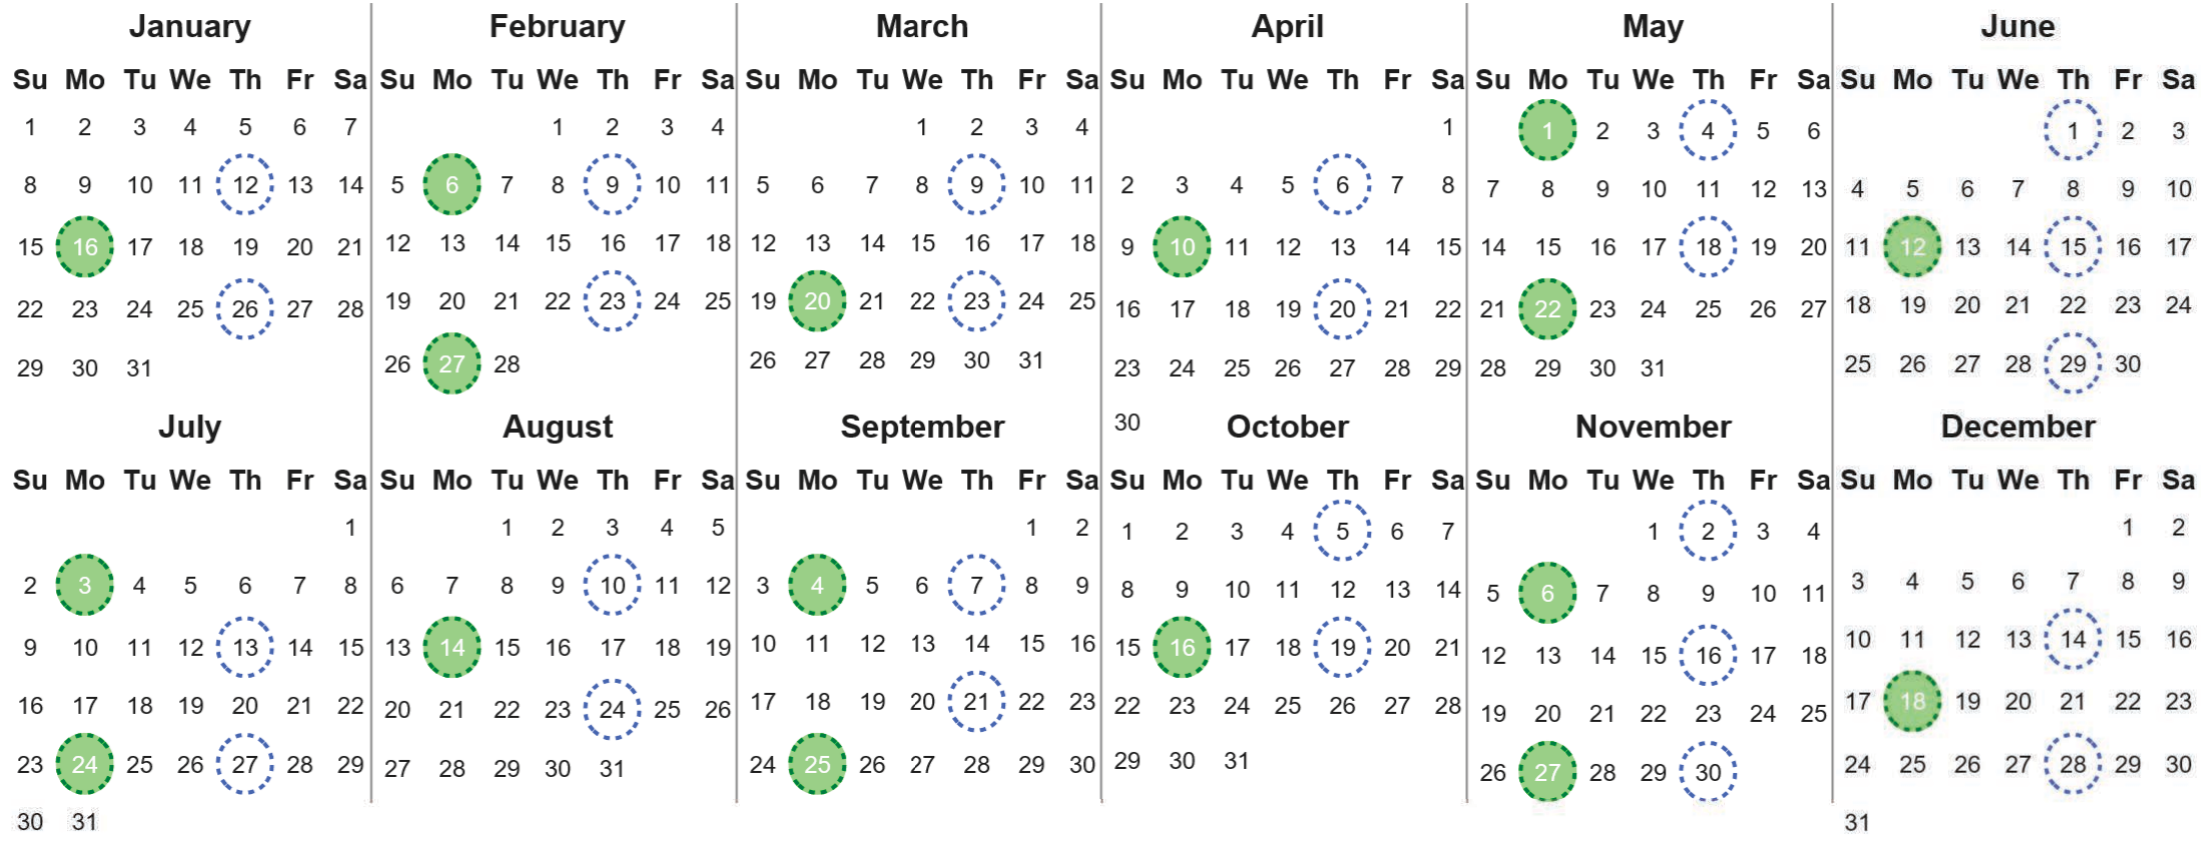 January February March April May June
Su Mo Tu We Th Fr Sa Su Mo Tu We Th Fr Sa Su Mo Tu We Th Fr Sa Su Mo Tu We Th Fr Sa Su Mo Tu We Th Fr Sa Su Mo Tu We Th Fr Sa
1 2 3 4 5 6 7 1 2 3 4 1 2 3 4 1 1 2 3 4 5 6 1 2 3
8 9 10 11 12 13 14 5 6 7 8 9 10 11 5 6 7 8 9 10 11 2 3 4 5 6 7 8 7 8 9 10 11 12 13 4 5 6 7 8 9 10
15 16 17 18 19 20 21 12 13 14 15 16 17 18 12 13 14 15 16 17 18 9 10 11 12 13 14 15 14 15 16 17 18 19 20 11 12 13 14 15 16 17
22 23 24 25 26 27 28 19 20 21 22 23 24 25 19 20 21 22 23 24 25 16 17 18 19 20 21 22 21 22 23 24 25 26 27 18 19 20 21 22 23 24
29 30 31 26 27 28 26 27 28 29 30 31 23 24 25 26 27 28 29 28 29 30 31 25 26 27 28 29 30
30
July August September October November December
Su Mo Tu We Th Fr Sa Su Mo Tu We Th Fr Sa Su Mo Tu We Th Fr Sa Su Mo Tu We Th Fr Sa Su Mo Tu We Th Fr Sa Su Mo Tu We Th Fr Sa
1 1 2 3 4 5 1 2 1 2 3 4 5 6 7 1 2 3 4 1 2
2 3 4 5 6 7 8 6 7 8 9 10 11 12 3 4 5 6 7 8 9 8 9 10 11 12 13 14 5 6 7 8 9 10 11 3 4 5 6 7 8 9
9 10 11 12 13 14 15 13 14 15 16 17 18 19 10 11 12 13 14 15 16 15 16 17 18 19 20 21 12 13 14 15 16 17 18 10 11 12 13 14 15 16
16 17 18 19 20 21 22 20 21 22 23 24 25 26 17 18 19 20 21 22 23 22 23 24 25 26 27 28 19 20 21 22 23 24 25 17 18 19 20 21 22 23
23 24 25 26 27 28 29 27 28 29 30 31 24 25 26 27 28 29 30 29 30 31 26 27 28 29 30 24 25 26 27 28 29 30
30 31 31